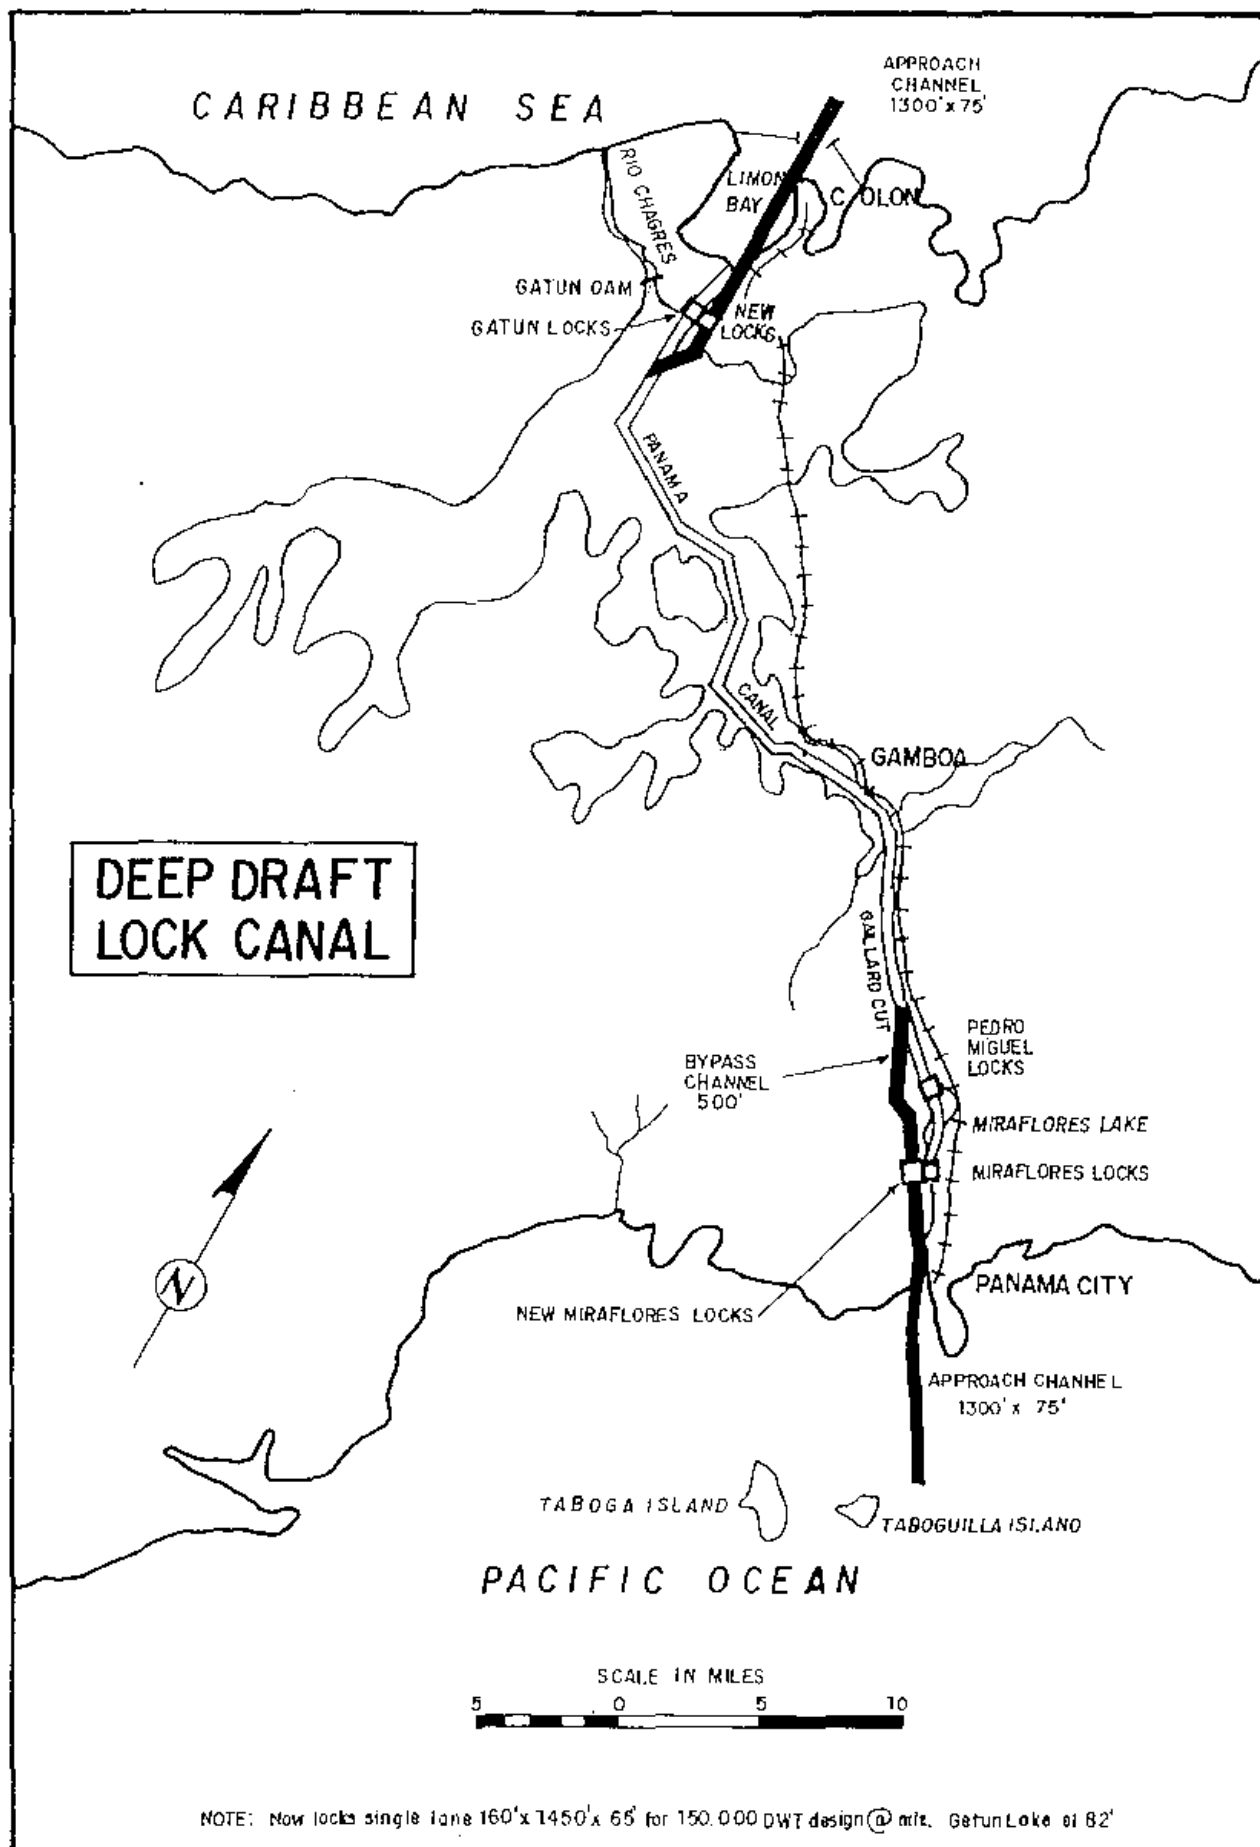 APPROACH
CHANNEL
1300'x 75'
CARIBBEAN SEA
RIO CHAGRES
LIMON
BAY
COLON
GATUN DAM
GATUN LOCKS
NEW
LOCKS
PANAMA
CANAL
GAMBOA
DEEP DRAFT
LOCK CANAL
GAILLARD CUT
PEDRO
MIGUEL
LOCKS
BYPASS
CHANNEL
500'
MIRAFLORES LAKE
MIRAFLORES LOCKS
N
PANAMA CITY
NEW MIRAFLORES LOCKS
APPROACH CHANNEL
1300' x 75'
TABOGA ISLAND
TABOGUILLA ISLAND
PACIFIC OCEAN
SCALE IN MILES
5 0 5 10
NOTE: New locks single lane 160'x 1450'x 65' for 150.000 DWT design @ Gatun Lake at 82'